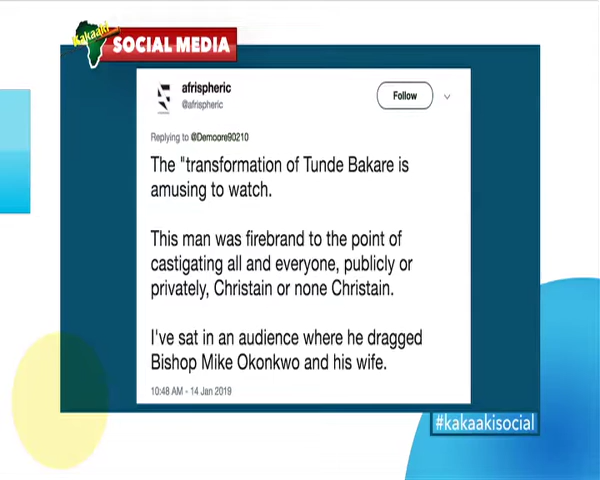 Kakaaki
SOCIAL MEDIA
afrispheric
@afrispheric
Follow
Replying to @Demoore90210
The "transformation of Tunde Bakare is
amusing to watch.
This man was firebrand to the point of
castigating all and everyone, publicly or
privately, Christain or none Christain.
I've sat in an audience where he dragged
Bishop Mike Okonkwo and his wife.
10:48 AM - 14 Jan 2019
#kakaakisocial